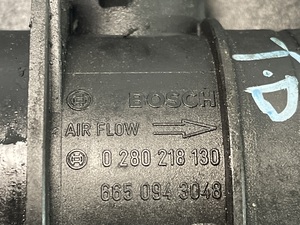 BOSCH
AIR FLOW
0 280 218 130
665 094 3048
T.D